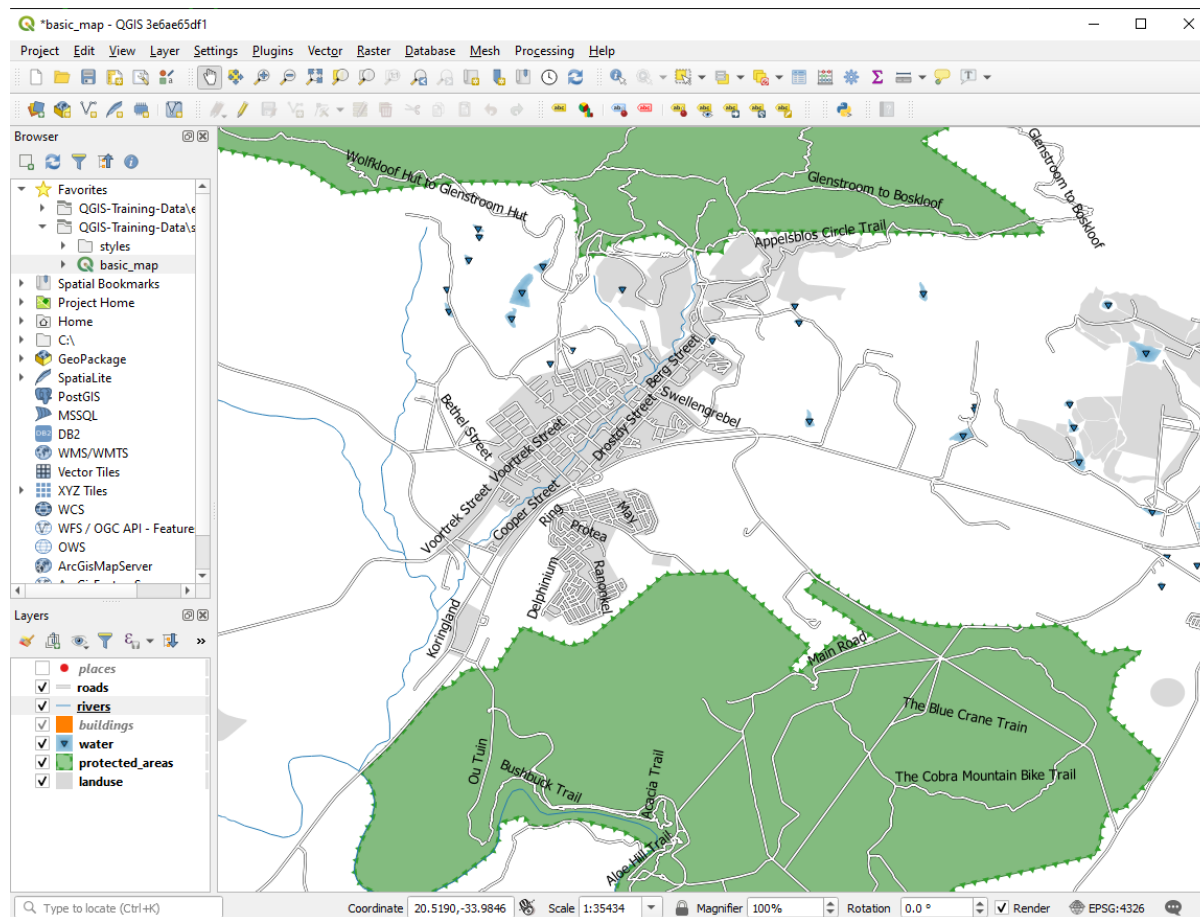 *basic_map - QGIS 3e6ae65df1
Project Edit View Layer Settings Plugins Vector Raster Database Mesh Processing Help
Browser
Favorites
QGIS-Training-Data\e
QGIS-Training-Data\s
styles
basic_map
Spatial Bookmarks
Project Home
Home
C:\
GeoPackage
SpatiaLite
PostGIS
MSSQL
DB2
WMS/WMTS
Vector Tiles
XYZ Tiles
WCS
WFS / OGC API - Feature
OWS
ArcGisMapServer
Layers
places
roads
rivers
buildings
water
protected_areas
landuse
Wolfkloof Hut to Glenstroom Hut
Glenstroom to Boskloof
Glenstroom to Boskloof
Appelsblos Circle Trail
Berg Street
Swellengrebel
Bethel Street
Drostdy Street
Voortrek Street
Voortrek Street
Cooper Street
Ring
May
Protea
Delphinium
Ranonkel
Koringland
Main Road
The Blue Crane Train
Ou Tuin
Bushbuck Trail
Acacia Trail
The Cobra Mountain Bike Trail
Aloe Hill Trail
Type to locate (Ctrl+K) Coordinate 20.5190,-33.9846 Scale 1:35434 Magnifier 100% Rotation 0.0 ° Render EPSG:4326